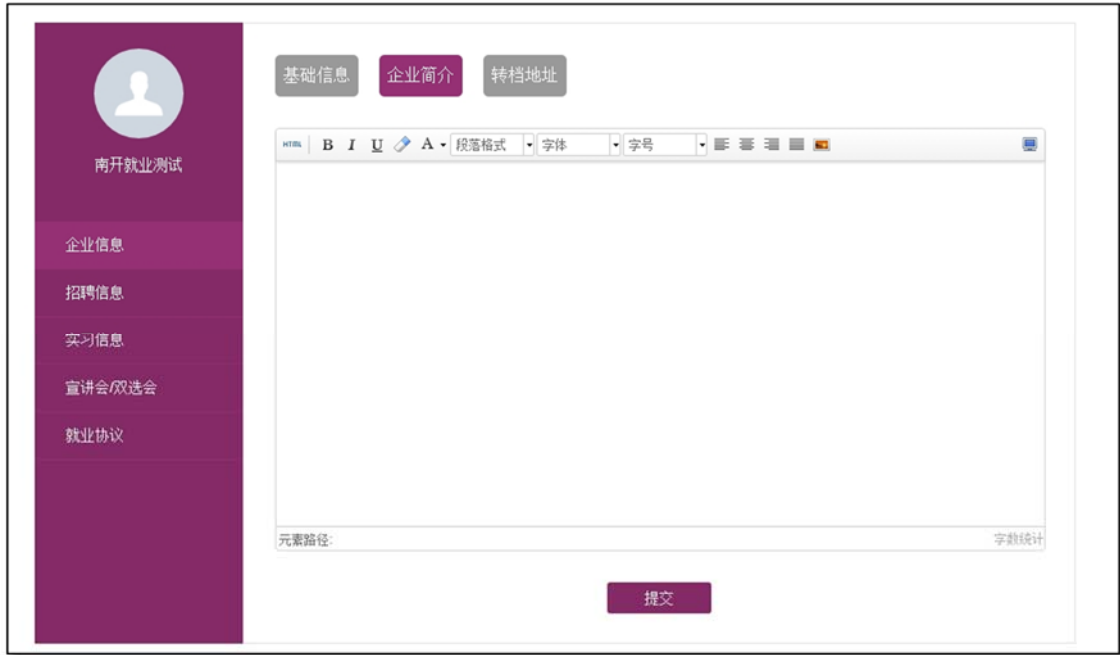 南开就业测试
企业信息
招聘信息
实习信息
宣讲会/双选会
就业协议
基础信息 企业简介 转档地址
HTML B I U A 段落格式 字体 字号
元素路径: 字数统计
提交